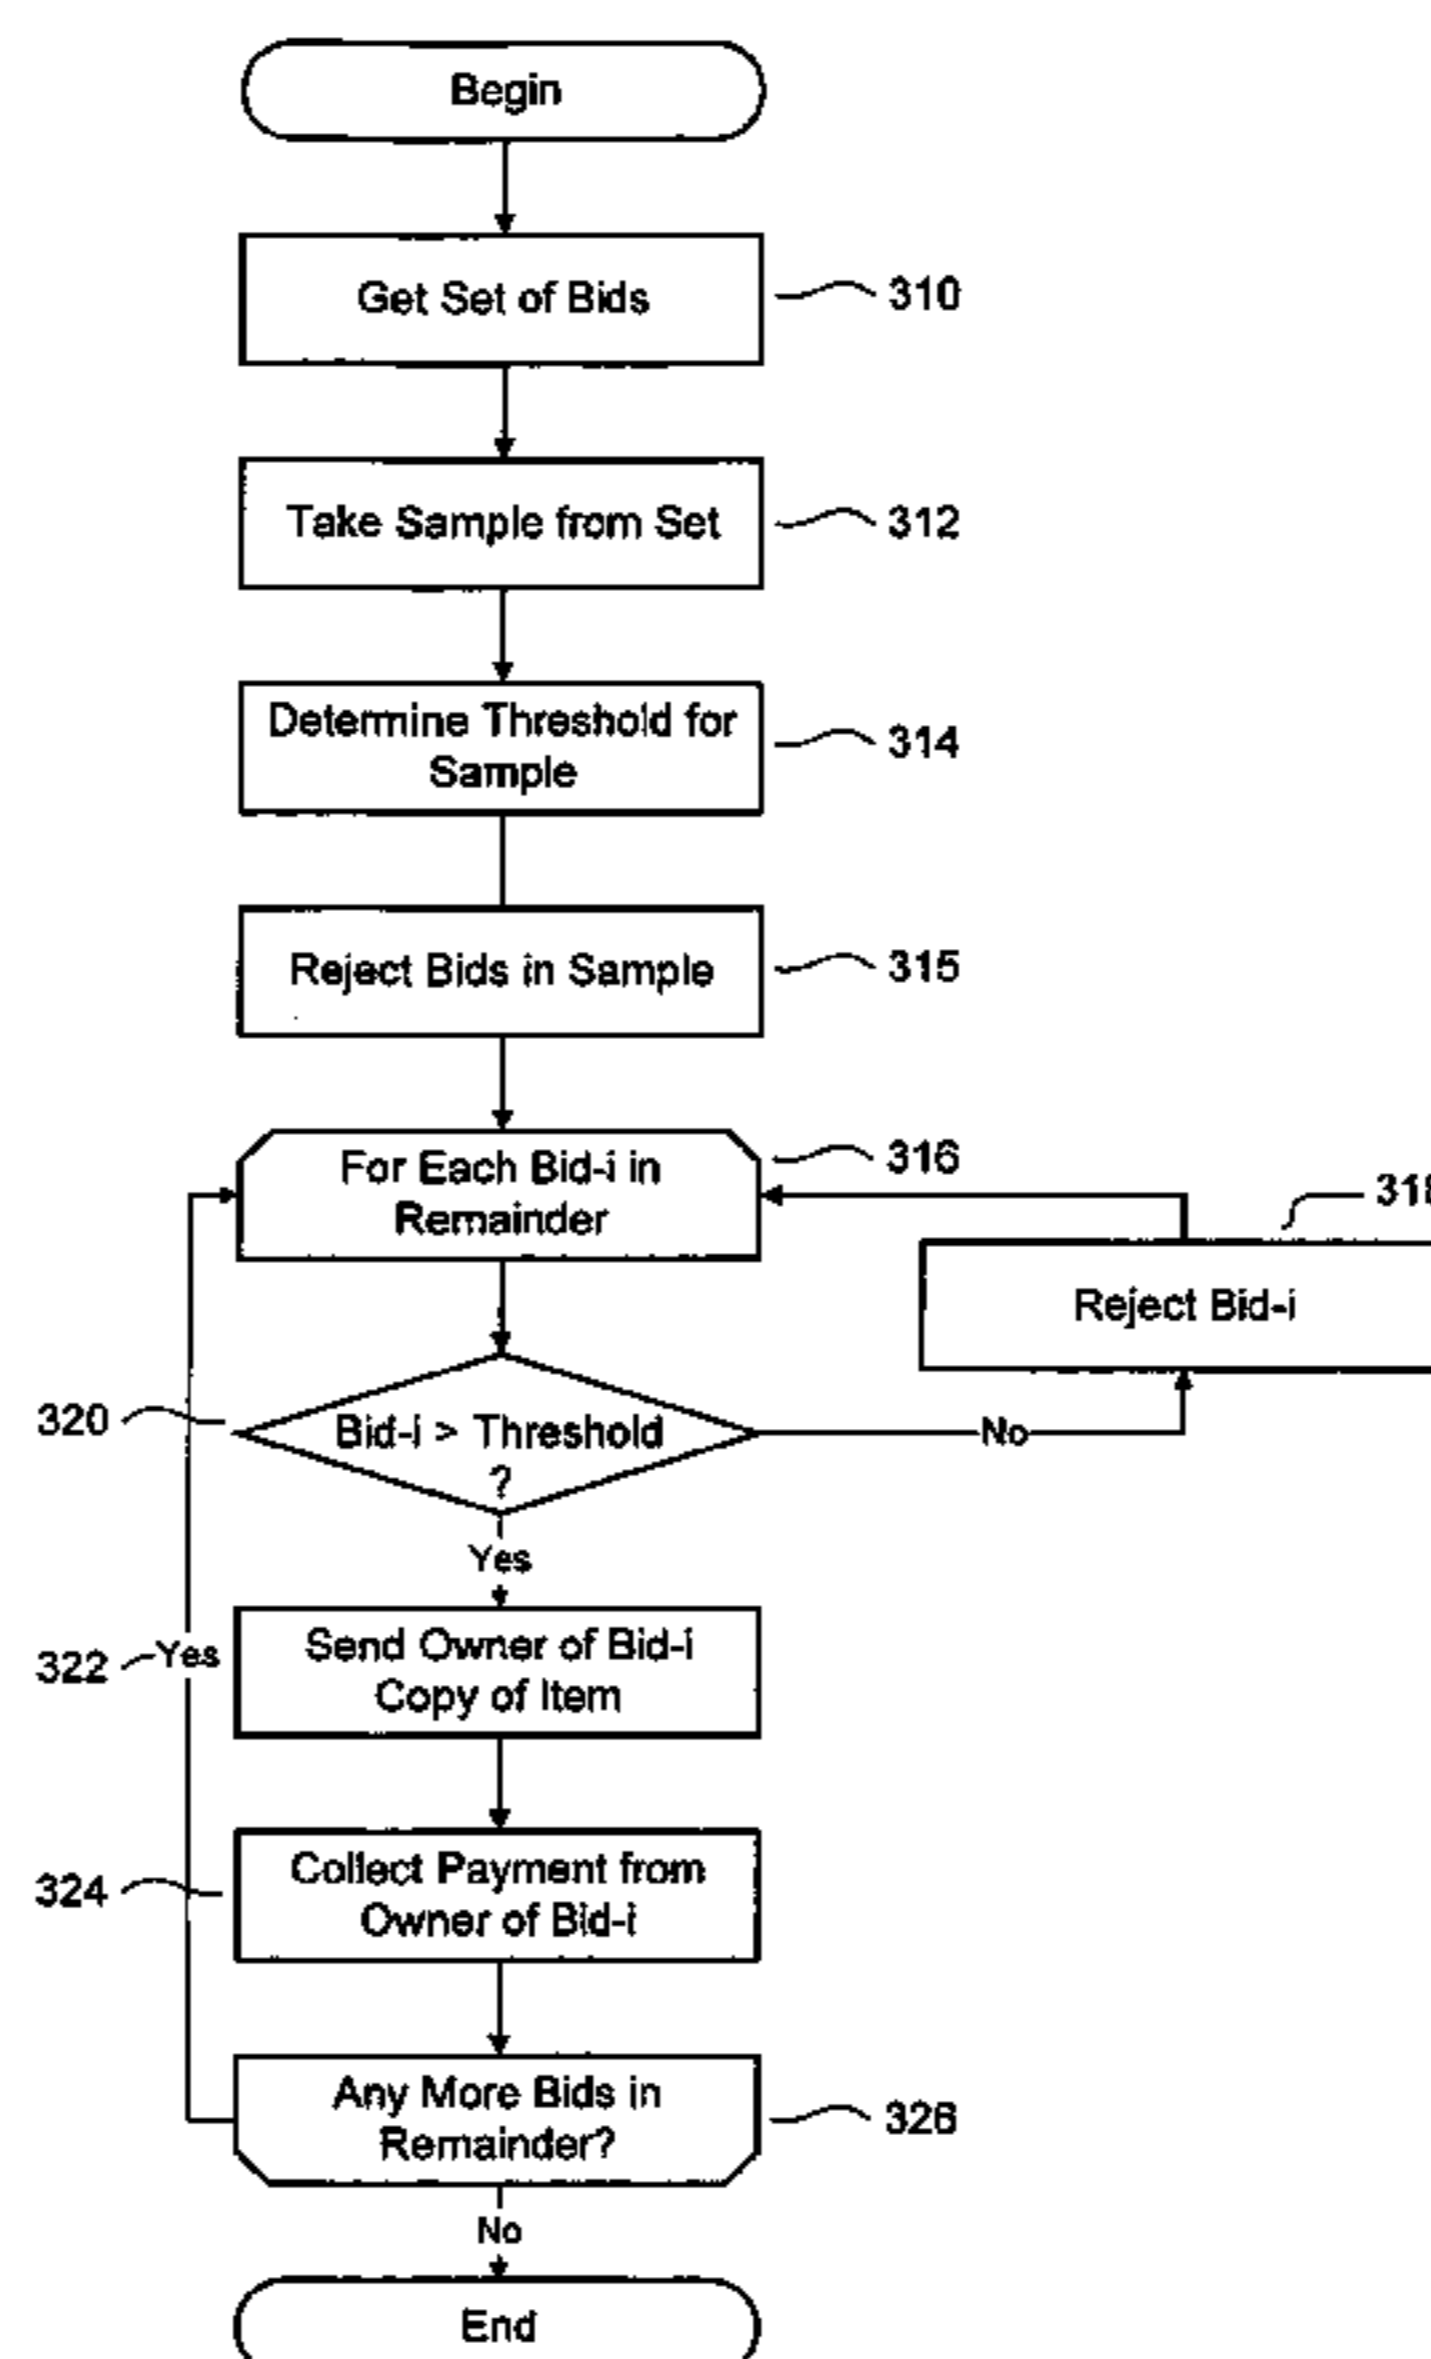 Begin
Get Set of Bids
310
Take Sample from Set
312
Determine Threshold for
Sample
314
Reject Bids in Sample
315
For Each Bid-i in
Remainder
316
318
Reject Bid-i
320
Bid-i > Threshold
?
No
Yes
322
Yes
Send Owner of Bid-i
Copy of Item
324
Collect Payment from
Owner of Bid-i
Any More Bids in
Remainder?
326
No
End